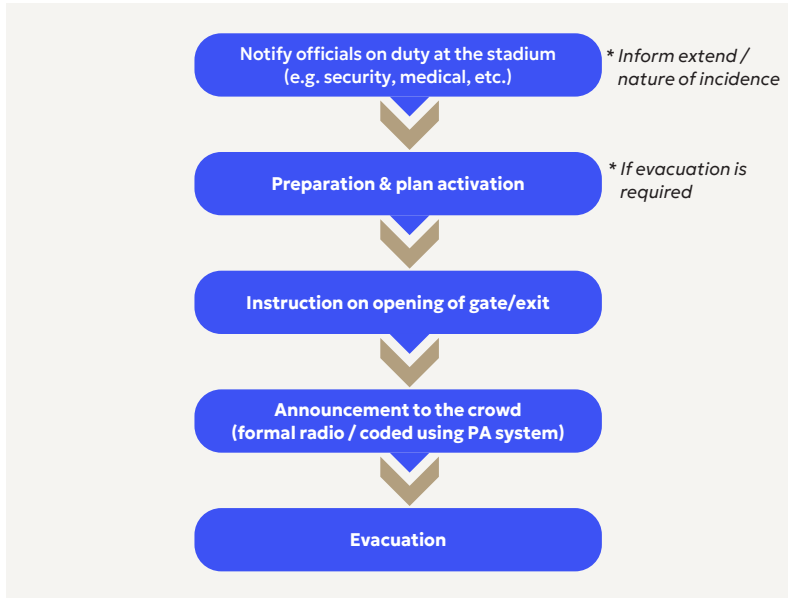 Notify officials on duty at the stadium
(e.g. security, medical, etc.)
* Inform extend /
nature of incidence
Preparation & plan activation
* If evacuation is
required
Instruction on opening of gate/exit
Announcement to the crowd
(formal radio / coded using PA system)
Evacuation